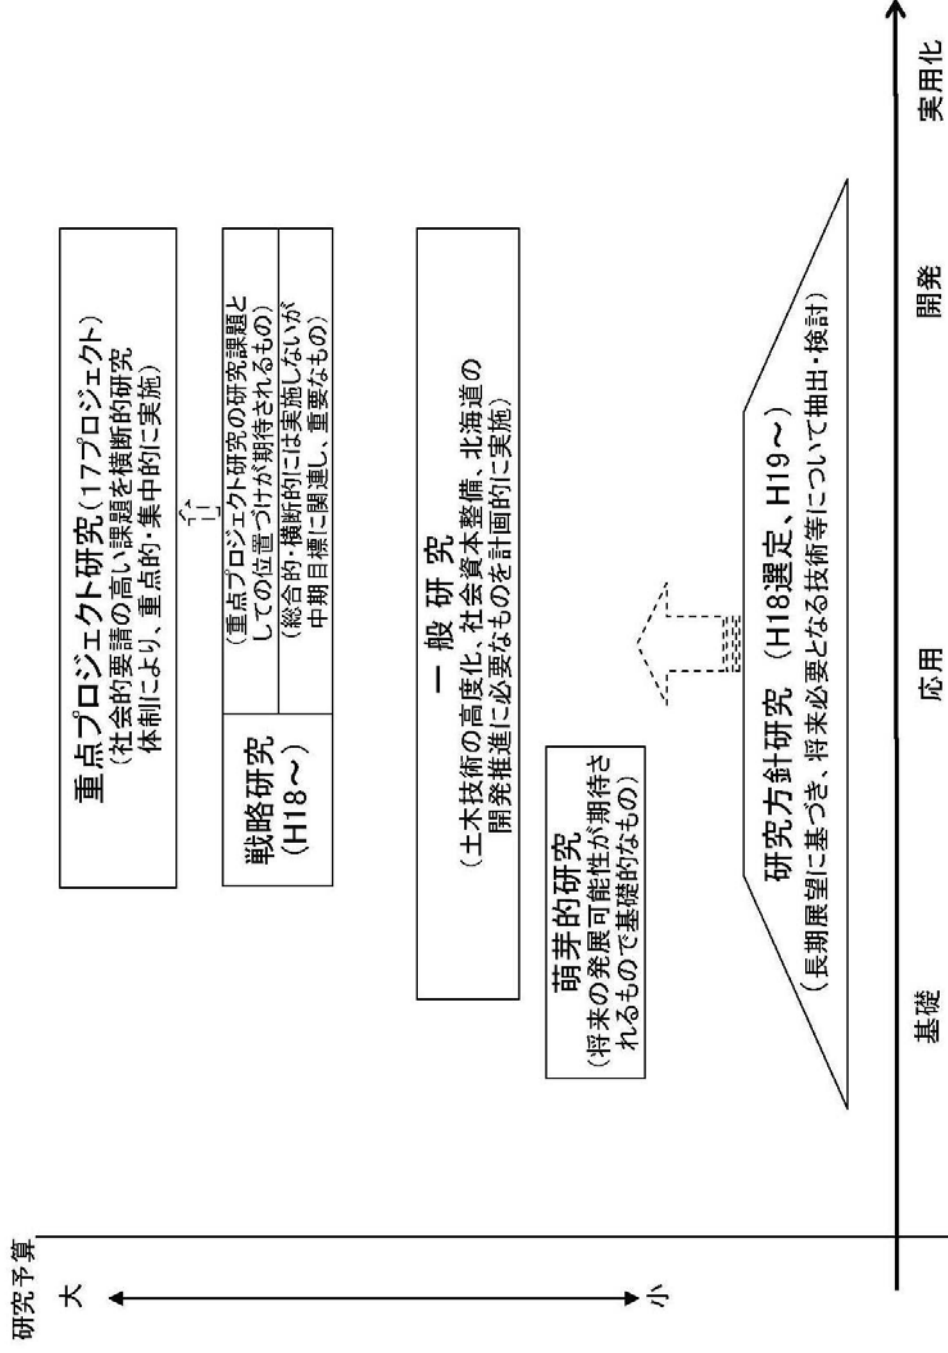 研究予算
大
小
重点プロジェクト研究(17プロジェクト)
(社会的要請の高い課題を横断的研究
体制により、重点的・集中的に実施)
戦略研究
(H18～)
(重点プロジェクト研究の研究課題と
しての位置づけが期待されるもの)
(総合的・横断的には実施しないが
中期目標に関連し、重要なもの)
一 般 研 究
(土木技術の高度化、社会資本整備、北海道の
開発推進に必要なものを計画的に実施)
萌芽的研究
(将来の発展可能性が期待さ
れるもので基礎的なもの)
研究方針研究 (H18選定、H19～)
(長期展望に基づき、将来必要となる技術等について抽出・検討)
基礎
応用
開発
実用化